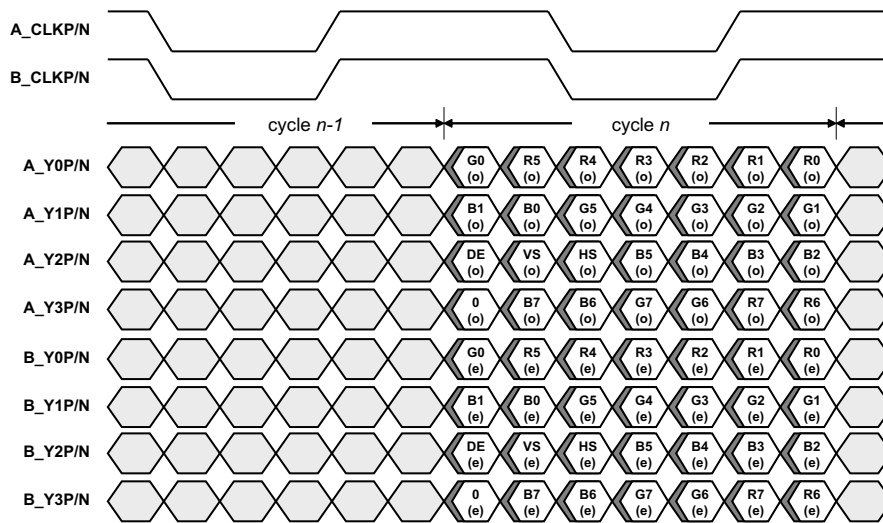 A_CLKP/N
B_CLKP/N
cycle n-1 cycle n
A_Y0P/N G0 (o) R5 (o) R4 (o) R3 (o) R2 (o) R1 (o) R0 (o)
A_Y1P/N B1 (o) B0 (o) G5 (o) G4 (o) G3 (o) G2 (o) G1 (o)
A_Y2P/N DE (o) VS (o) HS (o) B5 (o) B4 (o) B3 (o) B2 (o)
A_Y3P/N 0 (o) B7 (o) B6 (o) G7 (o) G6 (o) R7 (o) R6 (o)
B_Y0P/N G0 (e) R5 (e) R4 (e) R3 (e) R2 (e) R1 (e) R0 (e)
B_Y1P/N B1 (e) B0 (e) G5 (e) G4 (e) G3 (e) G2 (e) G1 (e)
B_Y2P/N DE (e) VS (e) HS (e) B5 (e) B4 (e) B3 (e) B2 (e)
B_Y3P/N 0 (e) B7 (e) B6 (e) G7 (e) G6 (e) R7 (e) R6 (e)